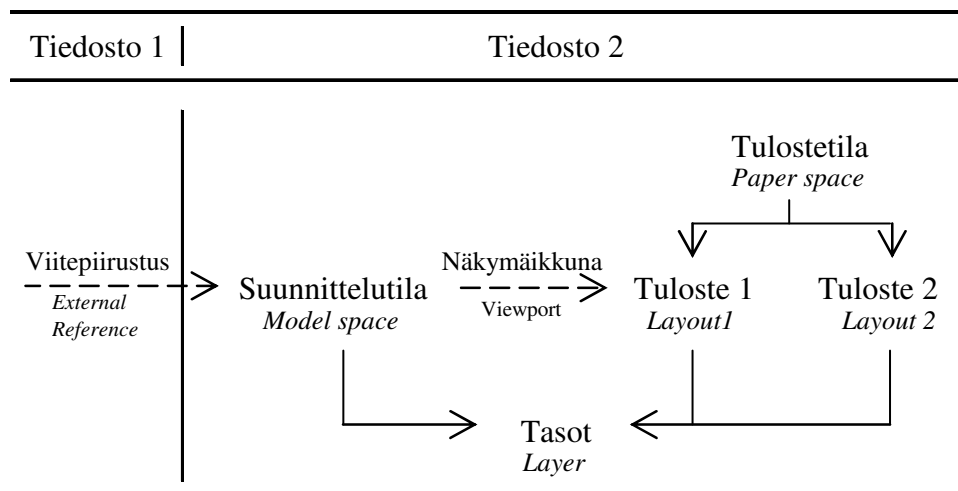 Tiedosto 1
Tiedosto 2
Tulostetila
Paper space
Viitepiirustus
External
Reference
Suunnittelutila
Model space
Näkymäikkuna
Viewport
Tuloste 1
Layout1
Tuloste 2
Layout 2
Tasot
Layer